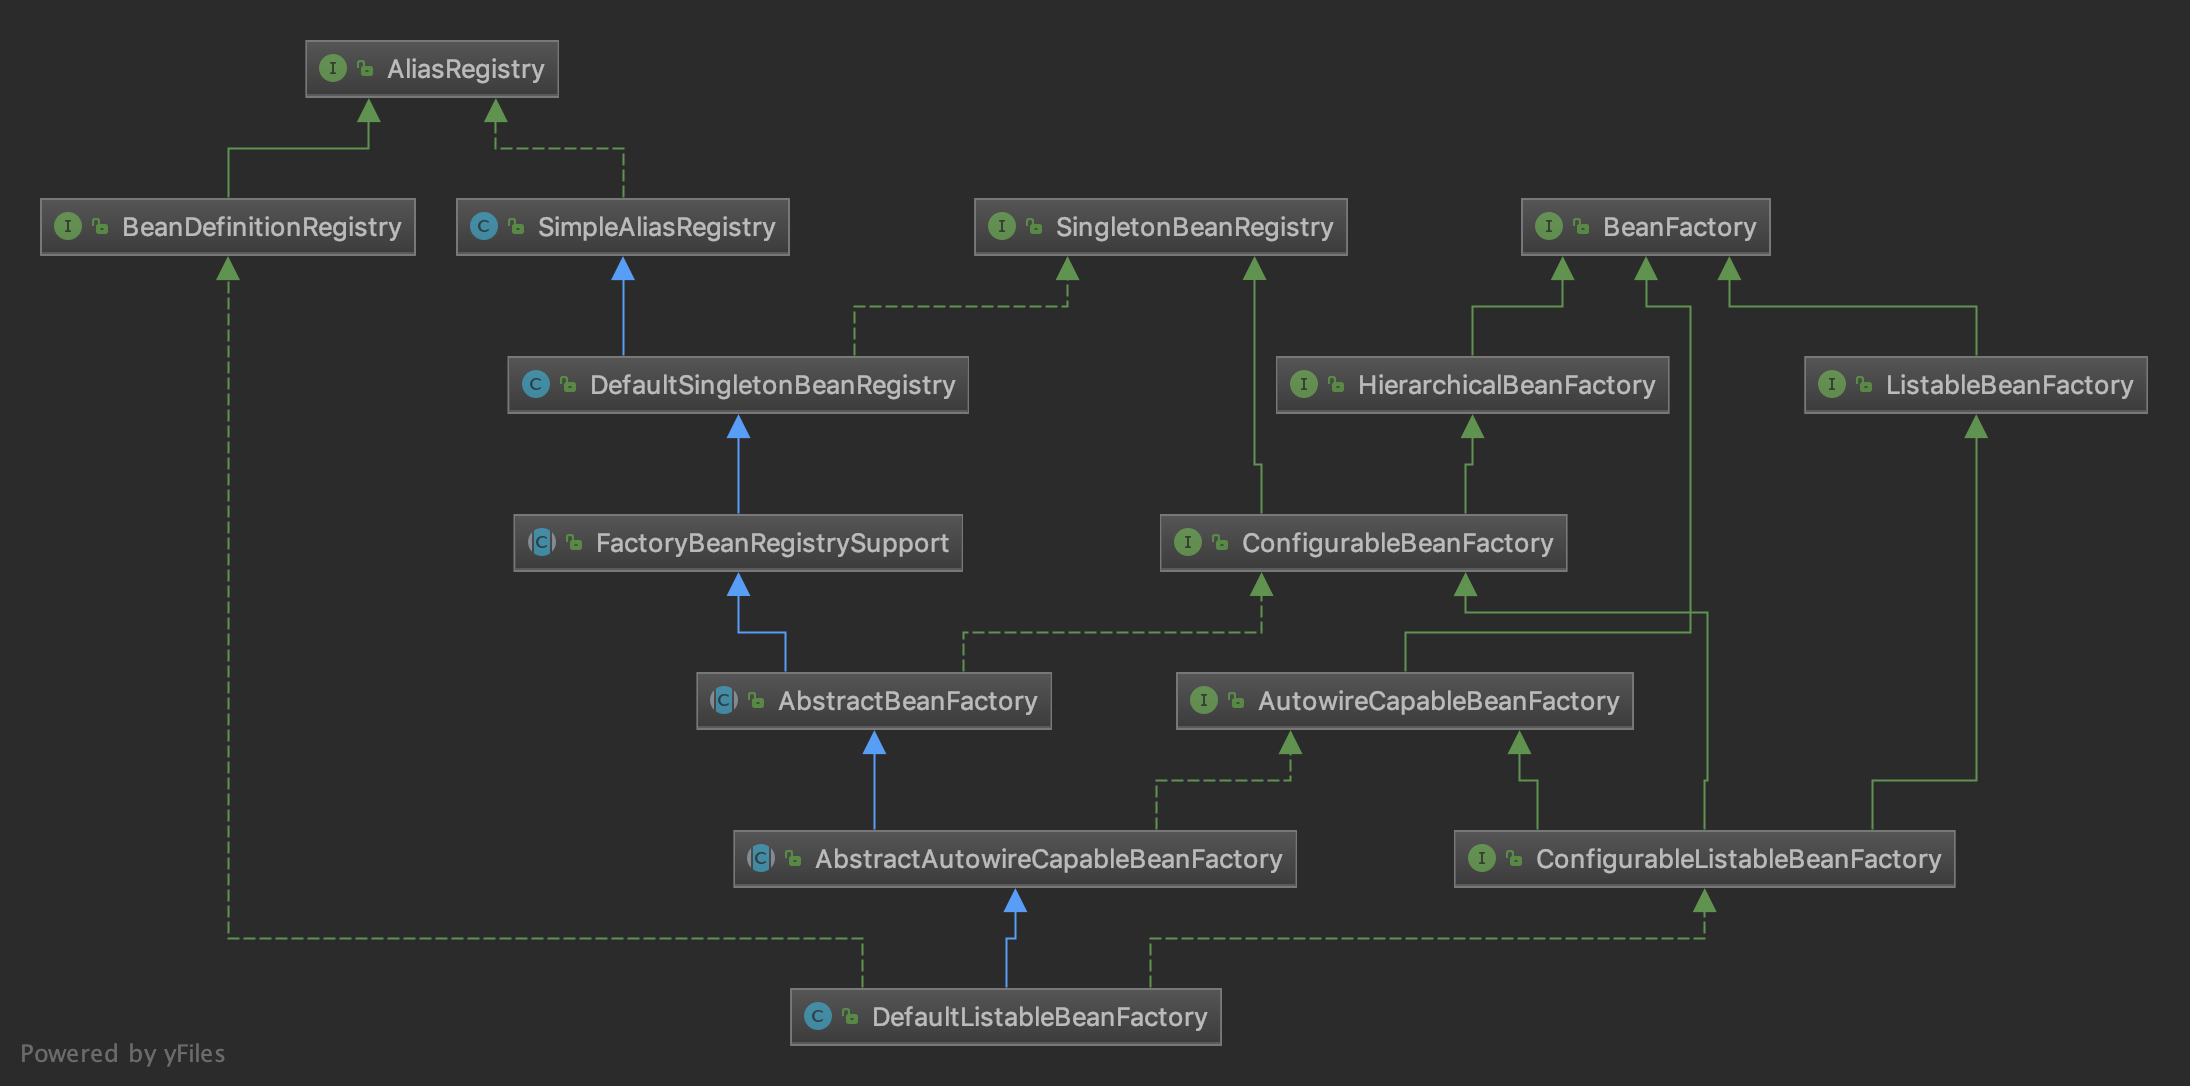 I AliasRegistry
I BeanDefinitionRegistry
C SimpleAliasRegistry
I SingletonBeanRegistry
I BeanFactory
C DefaultSingletonBeanRegistry
I HierarchicalBeanFactory
I ListableBeanFactory
C FactoryBeanRegistrySupport
I ConfigurableBeanFactory
C AbstractBeanFactory
I AutowireCapableBeanFactory
C AbstractAutowireCapableBeanFactory
I ConfigurableListableBeanFactory
C DefaultListableBeanFactory
Powered by yFiles